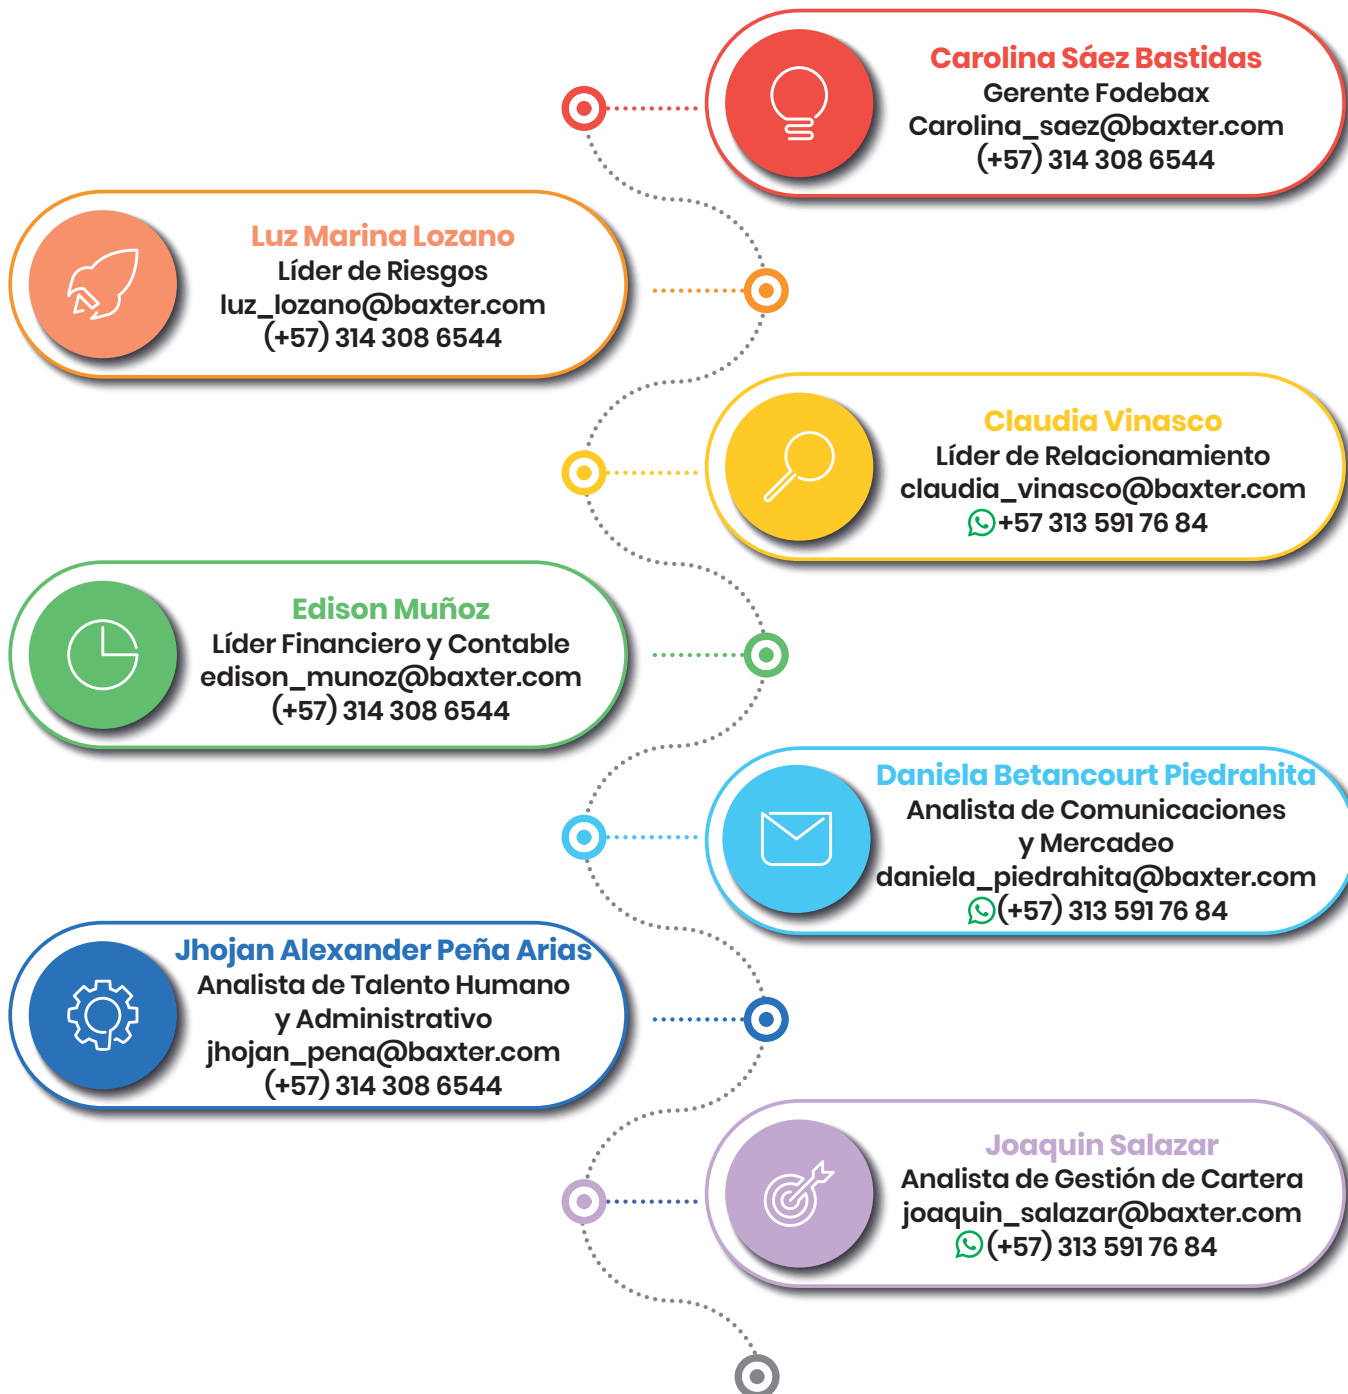 Carolina Sáez Bastidas
Gerente Fodebax
Carolina_saez@baxter.com
(+57) 314 308 6544
Luz Marina Lozano
Líder de Riesgos
luz_lozano@baxter.com
(+57) 314 308 6544
Claudia Vinasco
Líder de Relacionamiento
claudia_vinasco@baxter.com
+57 313 591 76 84
Edison Muñoz
Líder Financiero y Contable
edison_munoz@baxter.com
(+57) 314 308 6544
Daniela Betancourt Piedrahita
Analista de Comunicaciones
y Mercadeo
daniela_piedrahita@baxter.com
(+57) 313 591 76 84
Jhojan Alexander Peña Arias
Analista de Talento Humano
y Administrativo
jhojan_pena@baxter.com
(+57) 314 308 6544
Joaquin Salazar
Analista de Gestión de Cartera
joaquin_salazar@baxter.com
(+57) 313 591 76 84